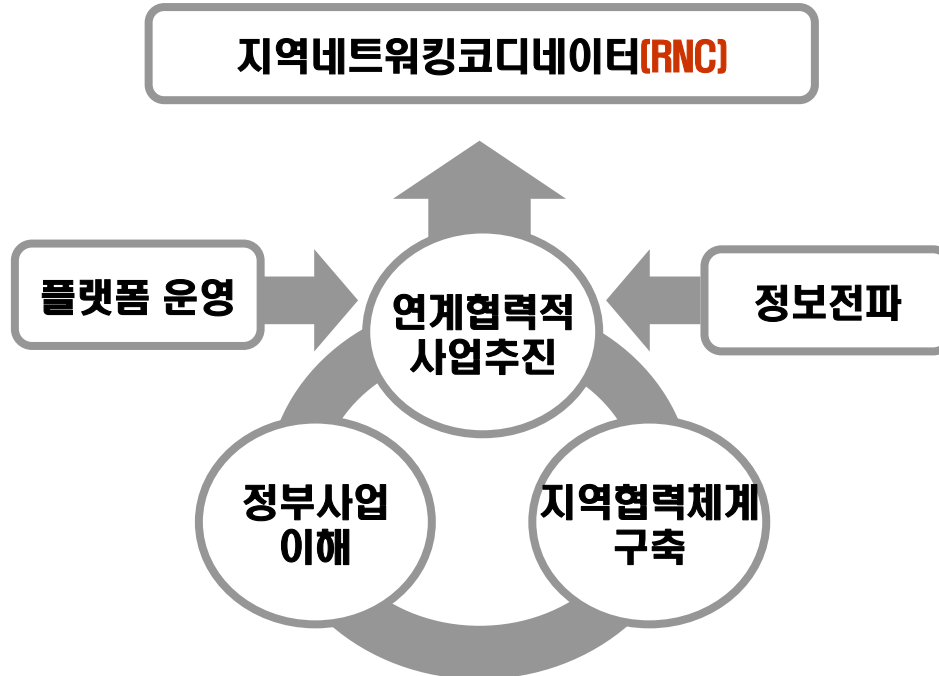 지역네트워킹코디네이터(RNC)
플랫폼 운영
연계협력적
사업추진
정보전파
정부사업
이해
지역협력체계
구축